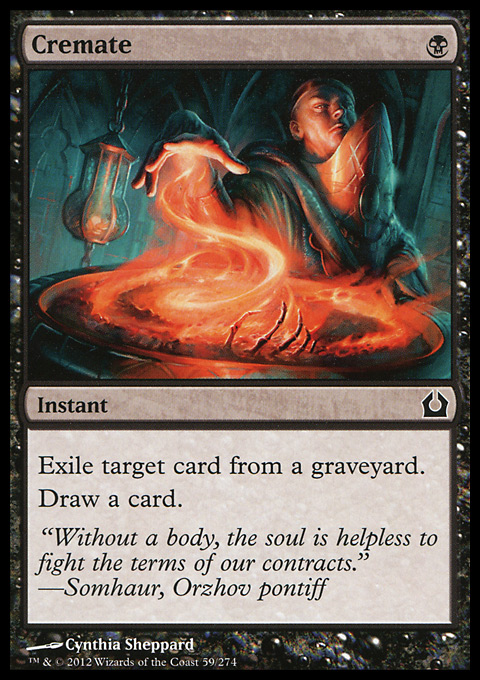 Cremate
Instant
Exile target card from a graveyard.
Draw a card.
“Without a body, the soul is helpless to
fight the terms of our contracts.”
—Somhaur, Orzhov pontiff
Cynthia Sheppard
™ & © 2012 Wizards of the Coast 59/274